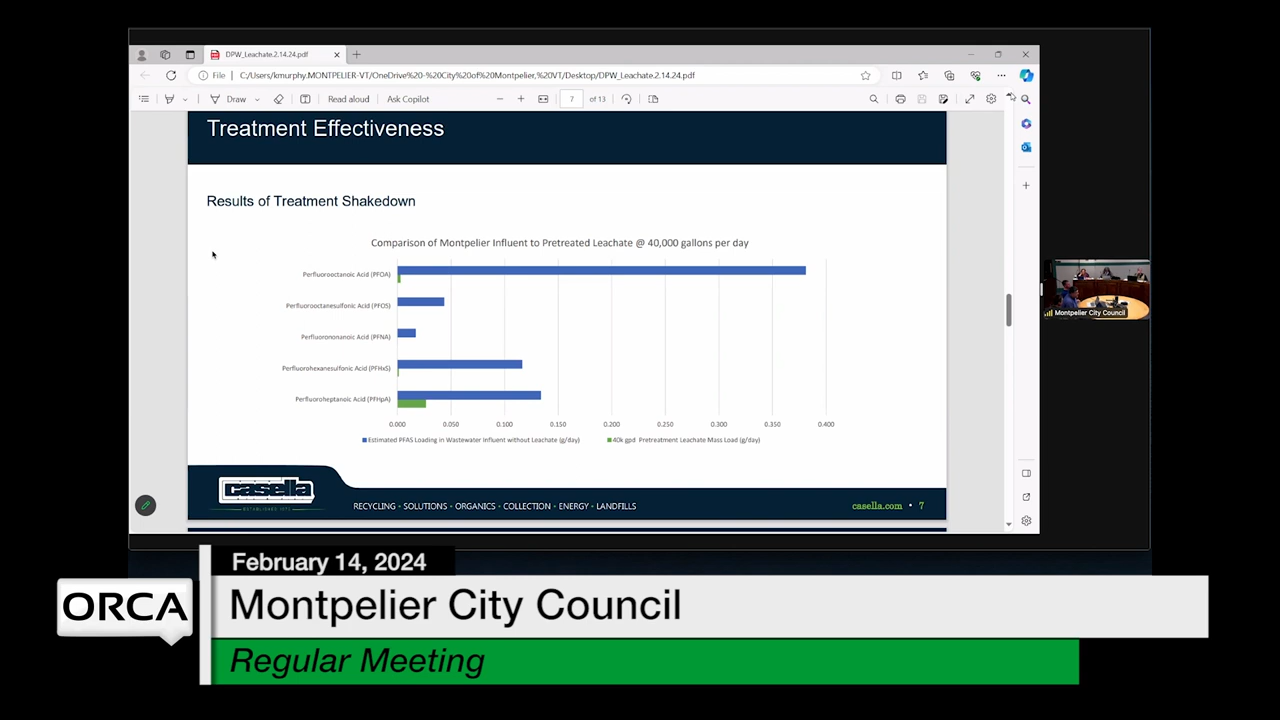 DPW_Leachate.2.14.24.pdf
File
C:/Users/kmurphy.MONTPELIER-VT/OneDrive%20-%20City%20of%20Montpelier,%20VT/Desktop/DPW_Leachate.2.14.24.pdf
Draw
Read aloud
Ask Copilot
7 of 13
Treatment Effectiveness
Results of Treatment Shakedown
Comparison of Montpelier Influent to Pretreated Leachate @ 40,000 gallons per day
Perfluorooctanoic Acid (PFOA)
Perfluorooctanesulfonic Acid (PFOS)
Perfluorononanoic Acid (PFNA)
Perfluorohexanesulfonic Acid (PFHxS)
Perfluoroheptanoic Acid (PFHpA)
0.000 0.050 0.100 0.150 0.200 0.250 0.300 0.350 0.400
Estimated PFAS Loading in Wastewater Influent without Leachate (g/day)
40k gpd Pretreatment Leachate Mass Load (g/day)
casella
ESTABLISHED 1975
RECYCLING • SOLUTIONS • ORGANICS • COLLECTION • ENERGY • LANDFILLS
casella.com • 7
Montpelier City Council
February 14, 2024
ORCA
Montpelier City Council
Regular Meeting